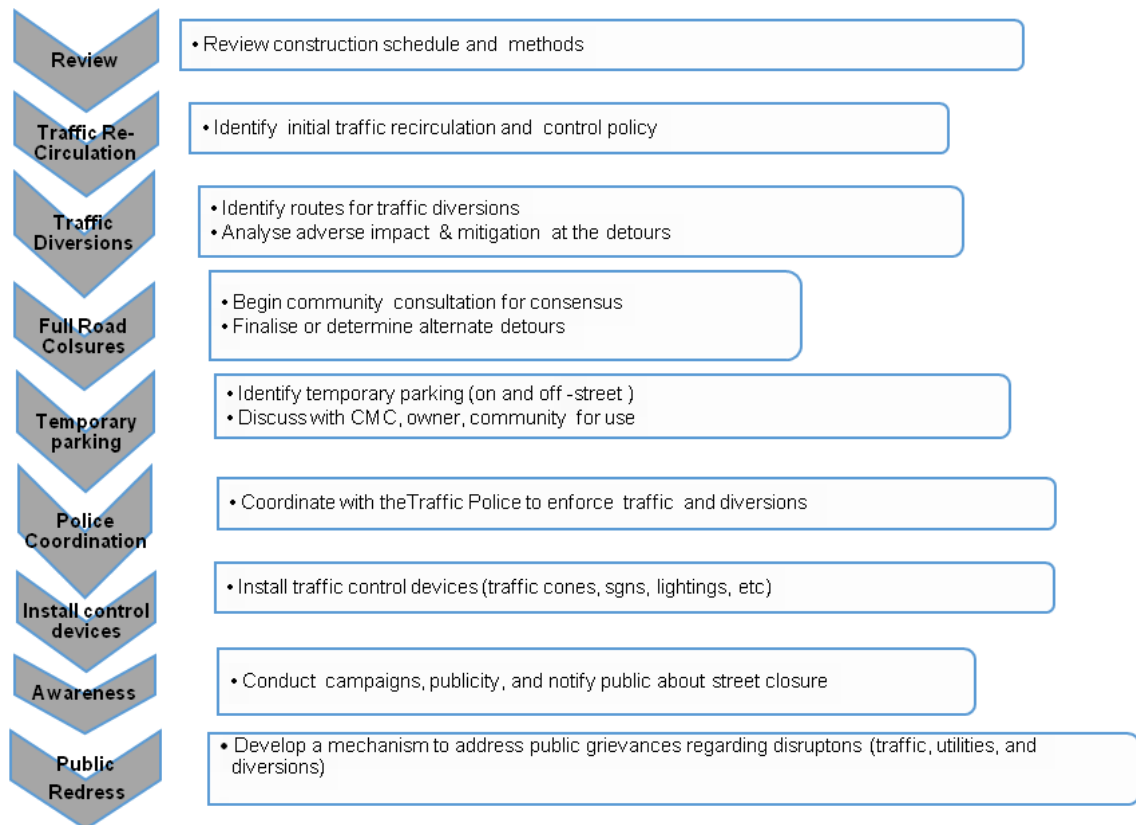 Review
• Review construction schedule and methods
Traffic Re-
Circulation
• Identify initial traffic recirculation and control policy
Traffic
Diversions
• Identify routes for traffic diversions
• Analyse adverse impact & mitigation at the detours
Full Road
Colsures
• Begin community consultation for consensus
• Finalise or determine alternate detours
Temporary
parking
• Identify temporary parking (on and off -street )
• Discuss with CMC, owner, community for use
Police
Coordination
• Coordinate with theTraffic Police to enforce traffic and diversions
Install control
devices
• Install traffic control devices (traffic cones, sgns, lightings, etc)
Awareness
• Conduct campaigns, publicity, and notify public about street closure
Public
Redress
• Develop a mechanism to address public grievances regarding disruptons (traffic, utilities, and
diversions)